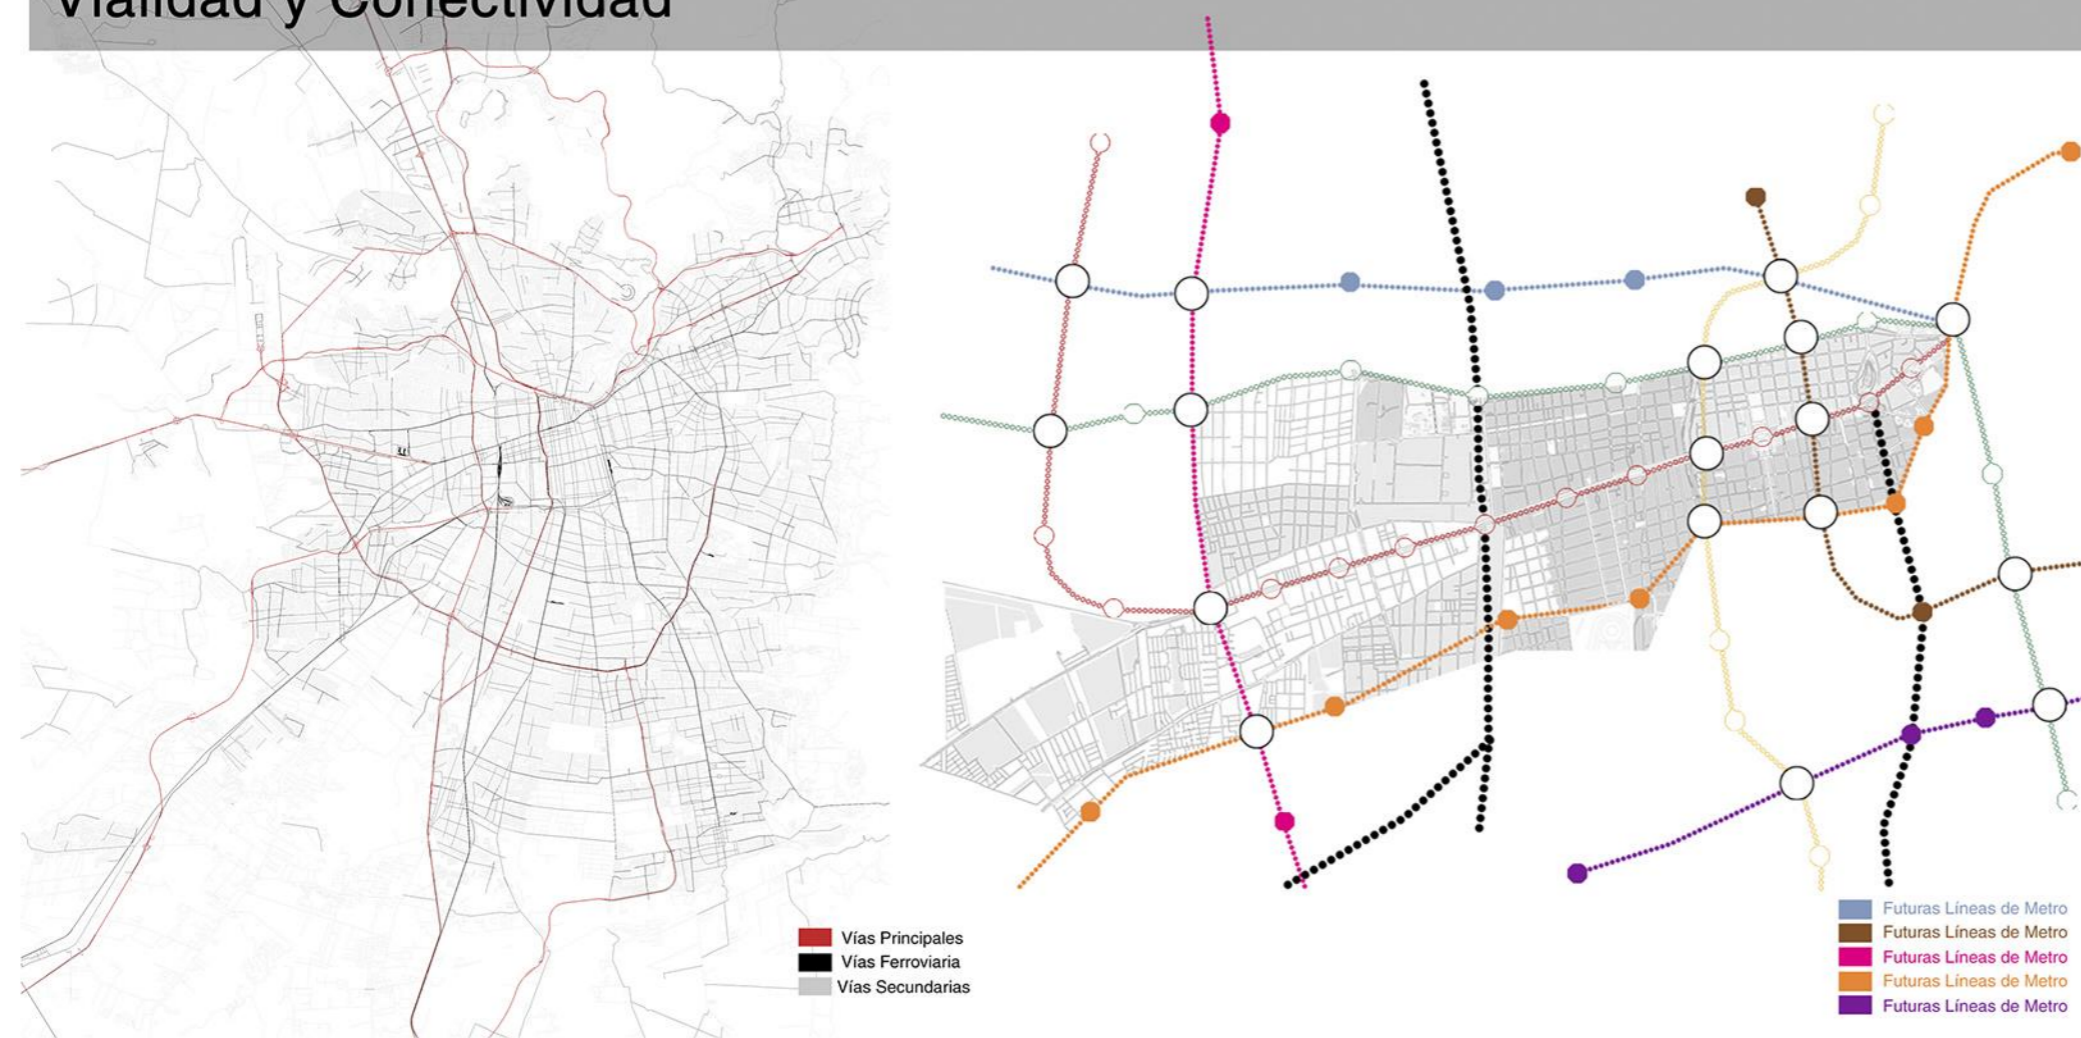 Vialidad y Conectividad
Vías Principales
Vías Ferroviaria
Vías Secundarias
Futuras Líneas de Metro
Futuras Líneas de Metro
Futuras Líneas de Metro
Futuras Líneas de Metro
Futuras Líneas de Metro